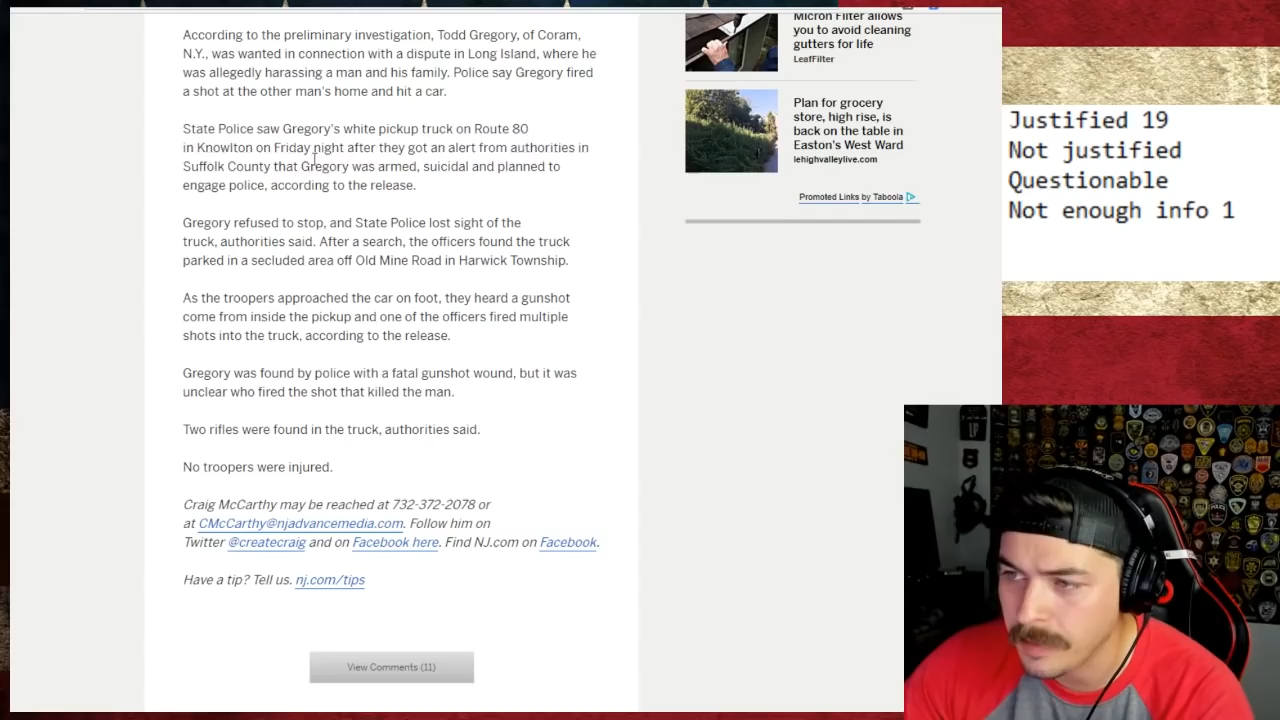 According to the preliminary investigation, Todd Gregory, of Coram,
N.Y., was wanted in connection with a dispute in Long Island, where he
was allegedly harassing a man and his family. Police say Gregory fired
a shot at the other man's home and hit a car.
State Police saw Gregory's white pickup truck on Route 80
in Knowlton on Friday night after they got an alert from authorities in
Suffolk County that Gregory was armed, suicidal and planned to
engage police, according to the release.
Gregory refused to stop, and State Police lost sight of the
truck, authorities said. After a search, the officers found the truck
parked in a secluded area off Old Mine Road in Harwick Township.
As the troopers approached the car on foot, they heard a gunshot
come from inside the pickup and one of the officers fired multiple
shots into the truck, according to the release.
Gregory was found by police with a fatal gunshot wound, but it was
unclear who fired the shot that killed the man.
Two rifles were found in the truck, authorities said.
No troopers were injured.
Craig McCarthy may be reached at 732-372-2078 or
at CMcCarthy@njadvancemedia.com. Follow him on
Twitter @createcraig and on Facebook here. Find NJ.com on Facebook.
Have a tip? Tell us. nj.com/tips
View Comments (11)
Micron Filter allows
you to avoid cleaning
gutters for life
LeafFilter
Plan for grocery
store, high rise, is
back on the table in
Easton's West Ward
lehighvalleylive.com
Promoted Links by Taboola
Justified 19
Not justified
Questionable
Not enough info 1